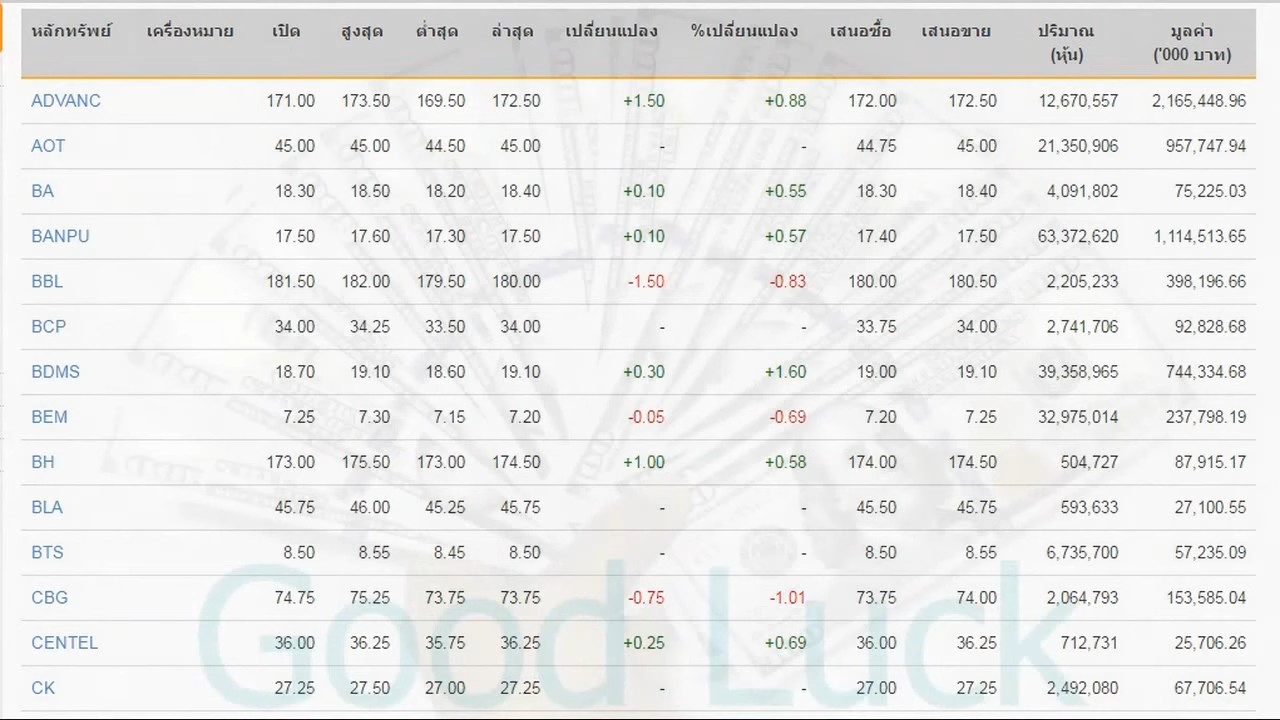 หลักทรัพย์ เครื่องหมาย เปิด สูงสุด ต่ำสุด ล่าสุด เปลี่ยนแปลง %เปลี่ยนแปลง เสนอซื้อ เสนอขาย ปริมาณ (หุ้น) มูลค่า ('000 บาท)
ADVANC 171.00 173.50 169.50 172.50 +1.50 +0.88 172.00 172.50 12,670,557 2,165,448.96
AOT 45.00 45.00 44.50 45.00 - - 44.75 45.00 21,350,906 957,747.94
BA 18.30 18.50 18.20 18.40 +0.10 +0.55 18.30 18.40 4,091,802 75,225.03
BANPU 17.50 17.60 17.30 17.50 +0.10 +0.57 17.40 17.50 63,372,620 1,114,513.65
BBL 181.50 182.00 179.50 180.00 -1.50 -0.83 180.00 180.50 2,205,233 398,196.66
BCP 34.00 34.25 33.50 34.00 - - 33.75 34.00 2,741,706 92,828.68
BDMS 18.70 19.10 18.60 19.10 +0.30 +1.60 19.00 19.10 39,358,965 744,334.68
BEM 7.25 7.30 7.15 7.20 -0.05 -0.69 7.20 7.25 32,975,014 237,798.19
BH 173.00 175.50 173.00 174.50 +1.00 +0.58 174.00 174.50 504,727 87,915.17
BLA 45.75 46.00 45.25 45.75 - - 45.50 45.75 593,633 27,100.55
BTS 8.50 8.55 8.45 8.50 - - 8.50 8.55 6,735,700 57,235.09
CBG 74.75 75.25 73.75 73.75 -0.75 -1.01 73.75 74.00 2,064,793 153,585.04
CENTEL 36.00 36.25 35.75 36.25 +0.25 +0.69 36.00 36.25 712,731 25,706.26
CK 27.25 27.50 27.00 27.25 - - 27.00 27.25 2,492,080 67,706.54
Good Luck